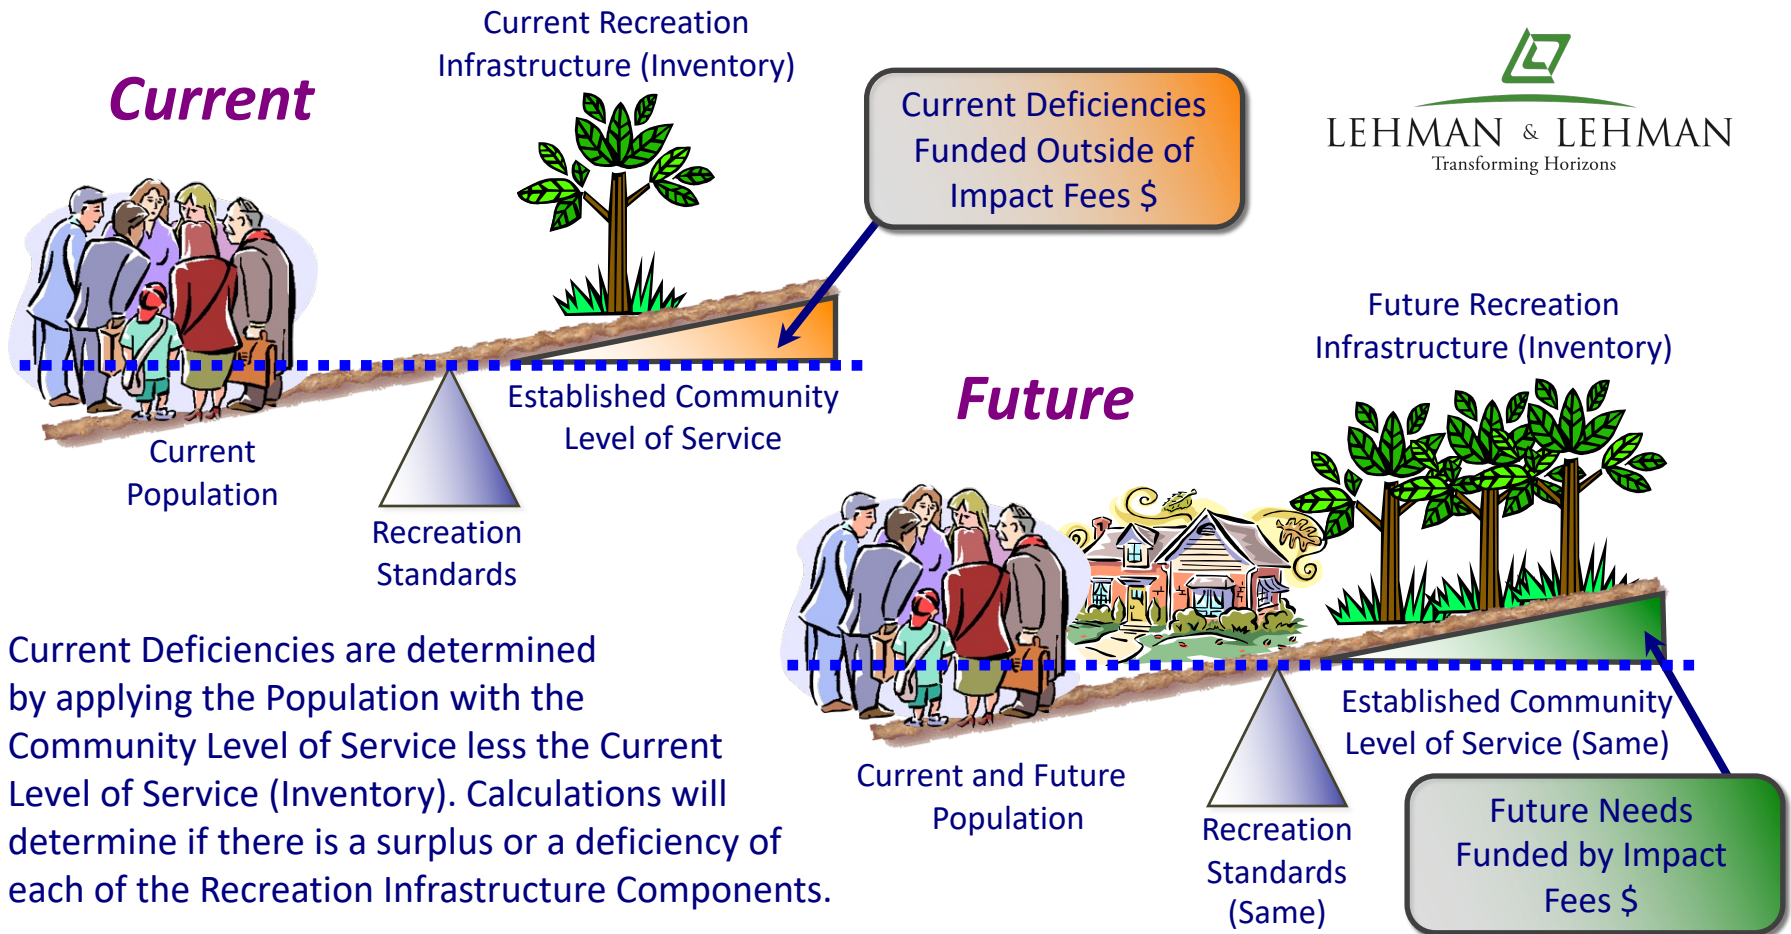 Current
Current Recreation
Infrastructure (Inventory)
Current Deficiencies
Funded Outside of
Impact Fees $
LEHMAN & LEHMAN
Transforming Horizons
Established Community
Level of Service
Current
Population
Recreation
Standards
Future
Future Recreation
Infrastructure (Inventory)
Established Community
Level of Service (Same)
Current and Future
Population
Recreation
Standards
(Same)
Future Needs
Funded by Impact
Fees $
Current Deficiencies are determined
by applying the Population with the
Community Level of Service less the Current
Level of Service (Inventory). Calculations will
determine if there is a surplus or a deficiency of
each of the Recreation Infrastructure Components.